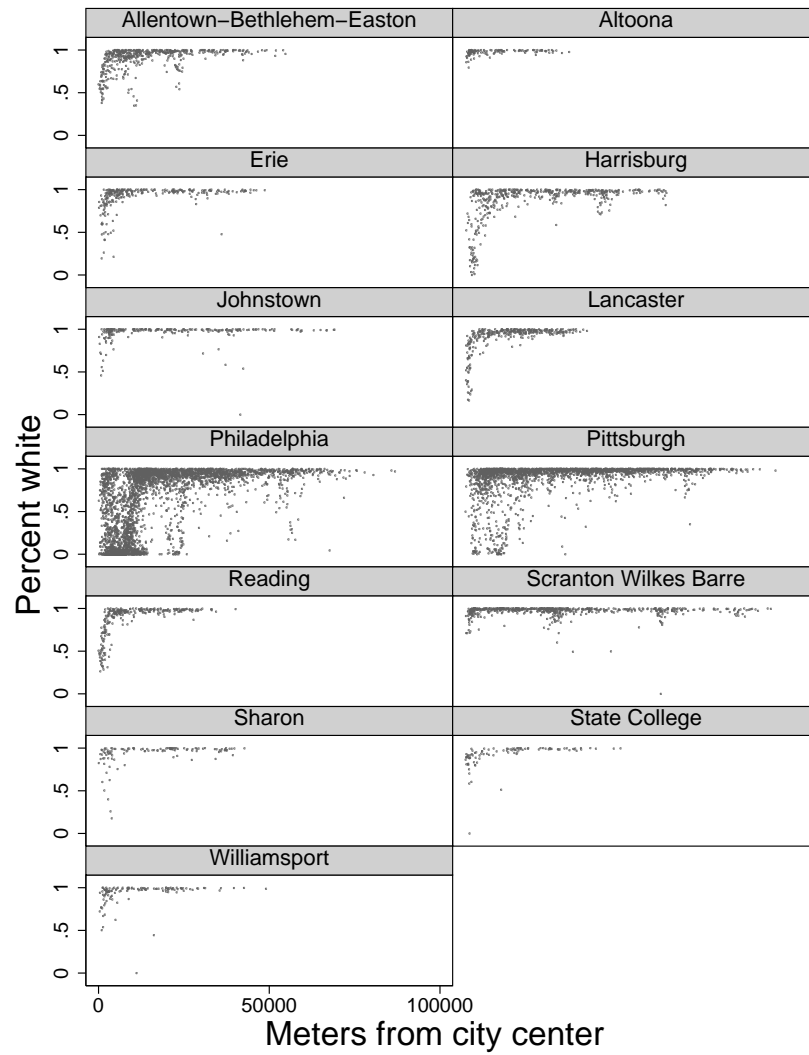 Allentown−Bethlehem−Easton
Altoona
1
.5
0
Erie
Harrisburg
1
.5
0
Johnstown
Lancaster
1
.5
0
Philadelphia
Pittsburgh
1
.5
0
Reading
Scranton Wilkes Barre
1
.5
0
Sharon
State College
1
.5
0
Williamsport
1
.5
0
0
50000
100000
Percent white
Meters from city center